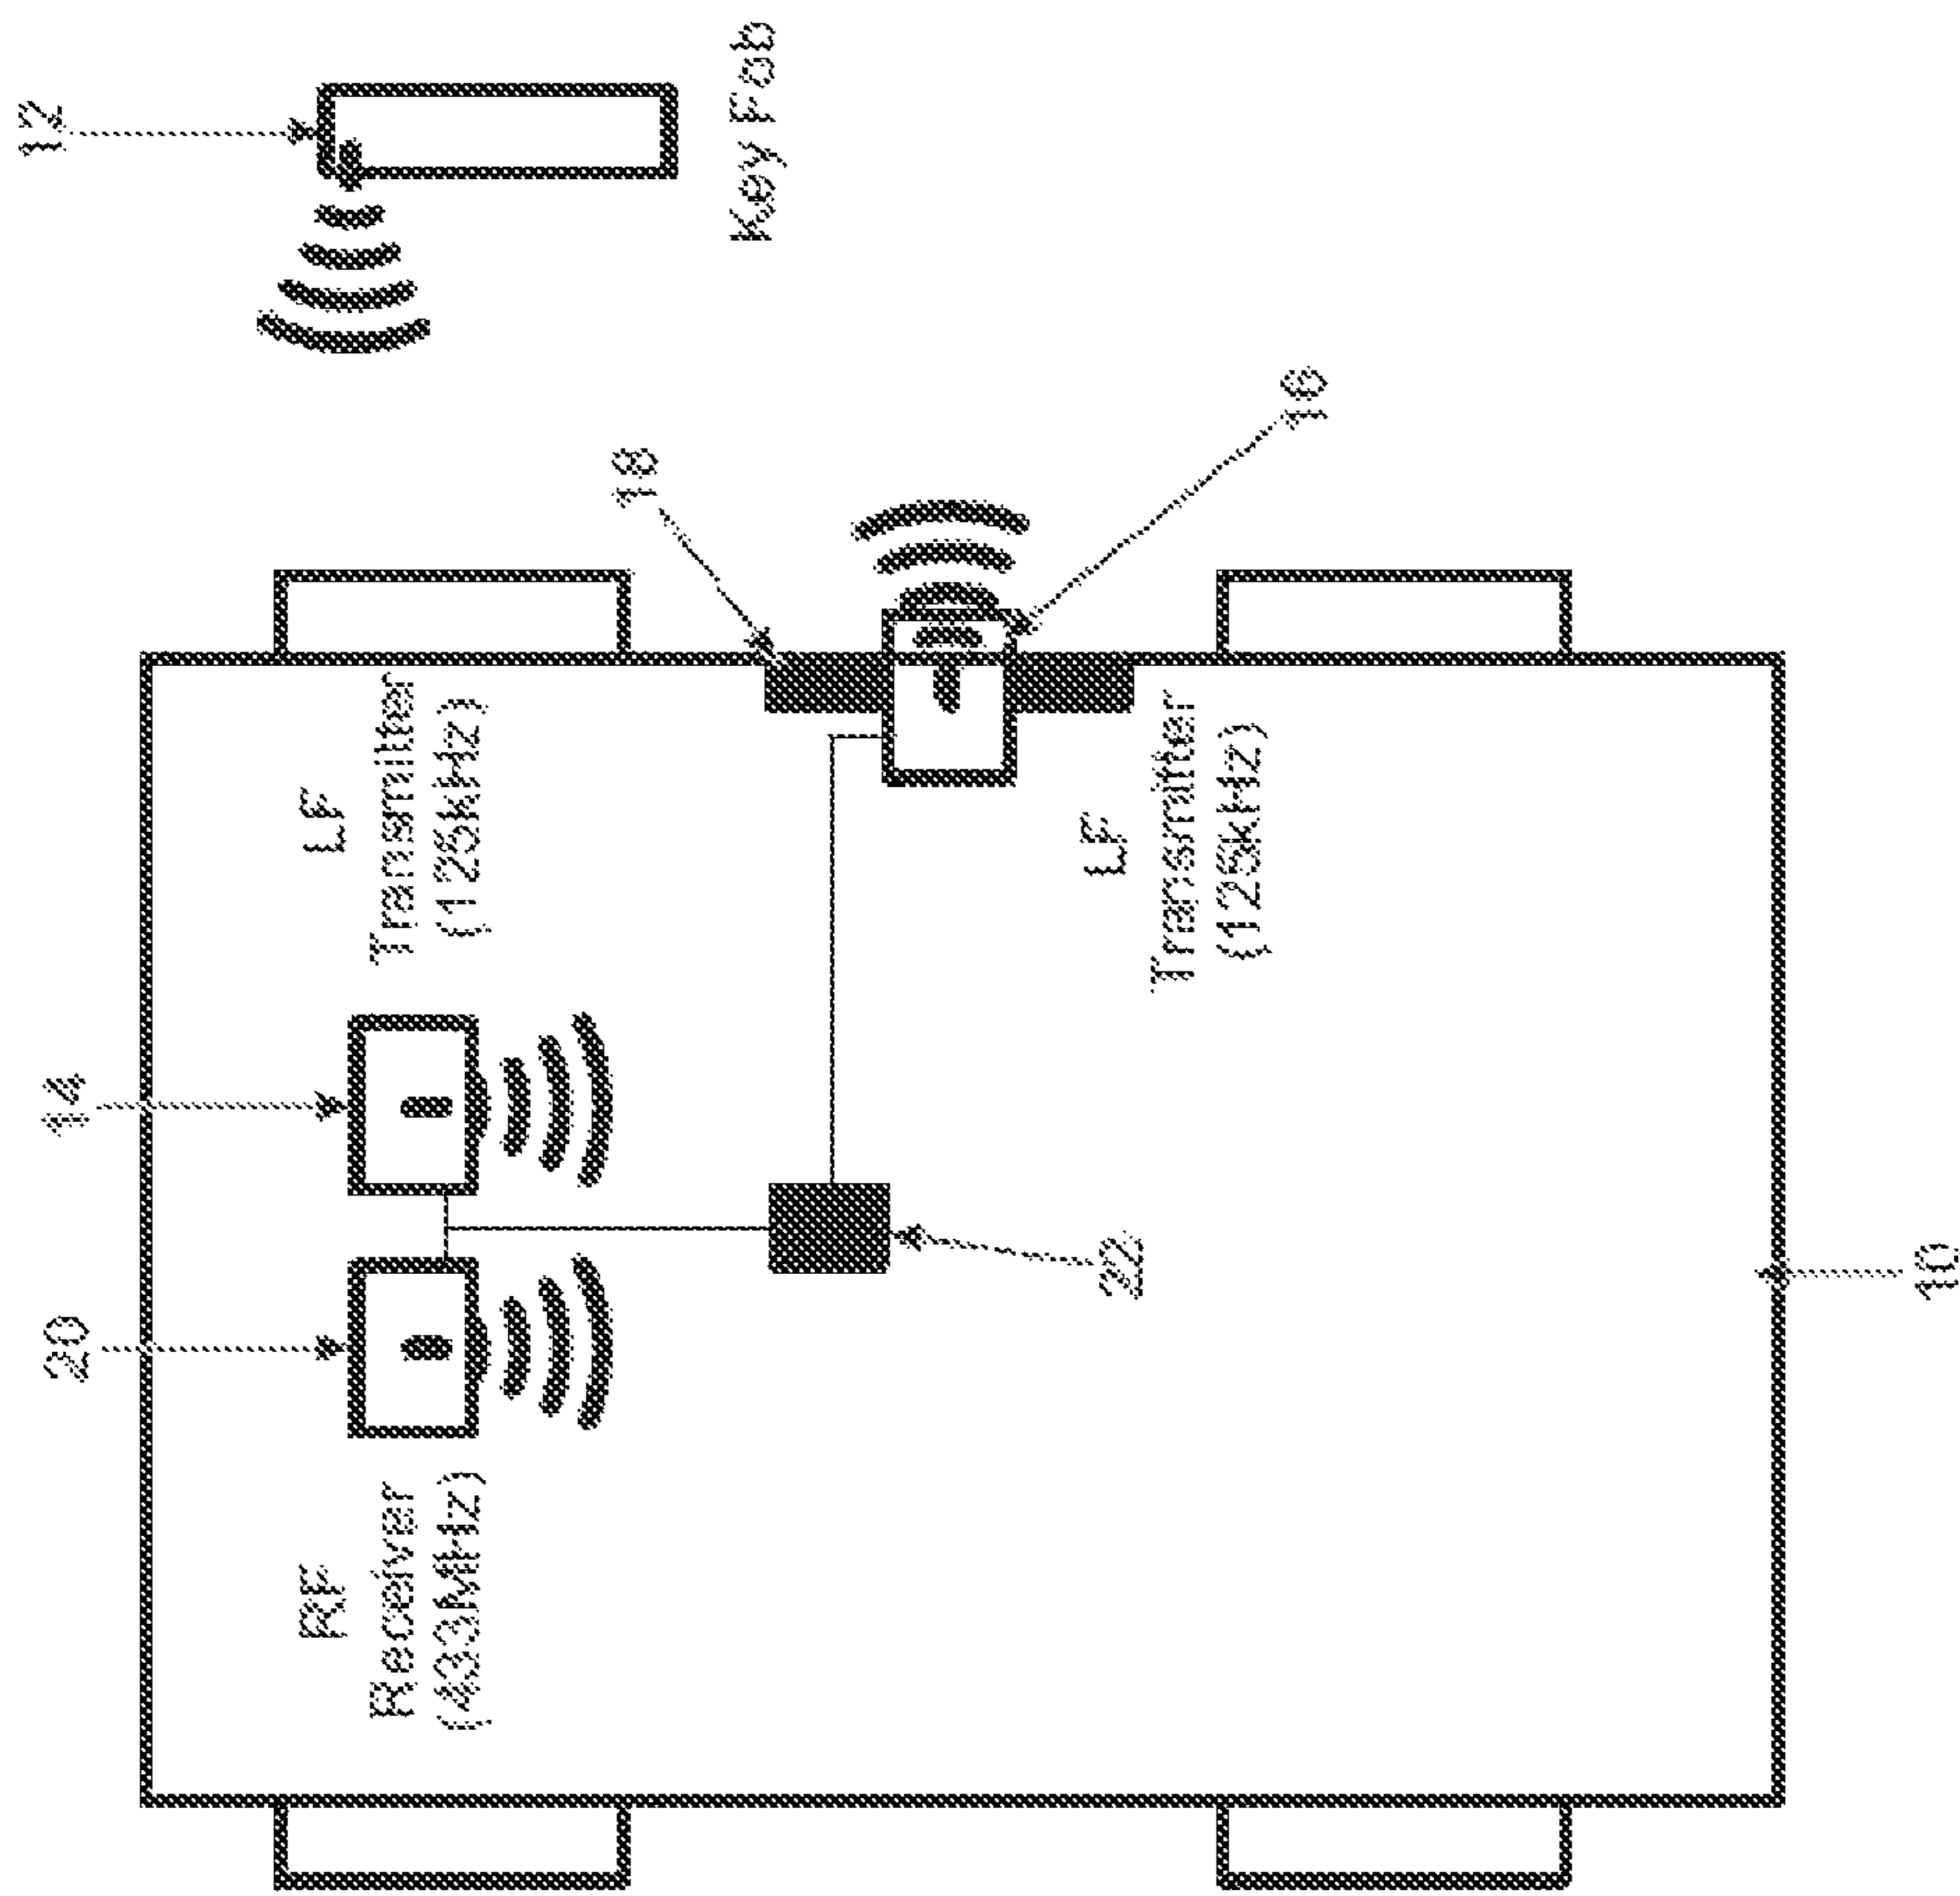 12
Key Fob
18
16
14
LF
Transmitter
(125kHz)
20
RF
Receiver
(433MHz)
LF
Transmitter
(125kHz)
22
10